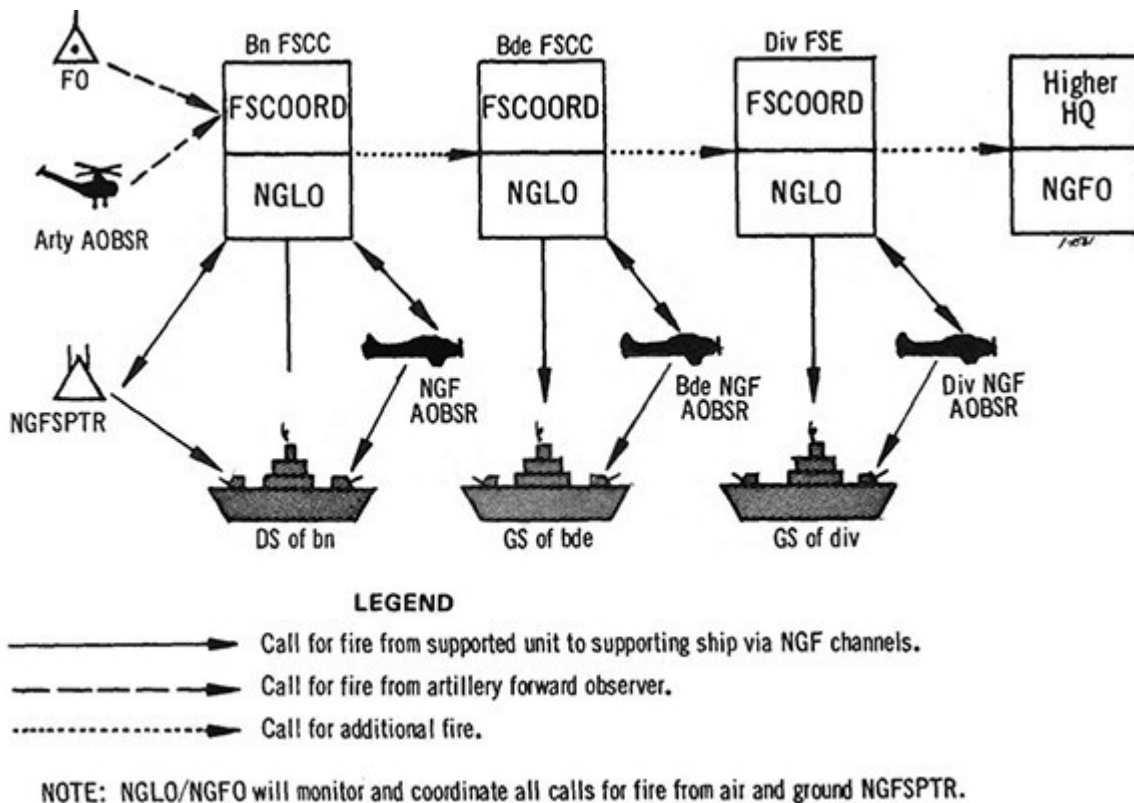 Bn FSCC
Bde FSCC
Div FSE
FO
FSCOORD
FSCOORD
FSCOORD
Higher
HQ
NGLO
NGLO
NGLO
NGFO
Arty AOBSR
NGFSPTR
NGF
AOBSR
Bde NGF
AOBSR
Div NGF
AOBSR
DS of bn
GS of bde
GS of div
LEGEND
Call for fire from supported unit to supporting ship via NGF channels.
Call for fire from artillery forward observer.
Call for additional fire.
NOTE: NGLO/NGFO will monitor and coordinate all calls for fire from air and ground NGFSPTR.